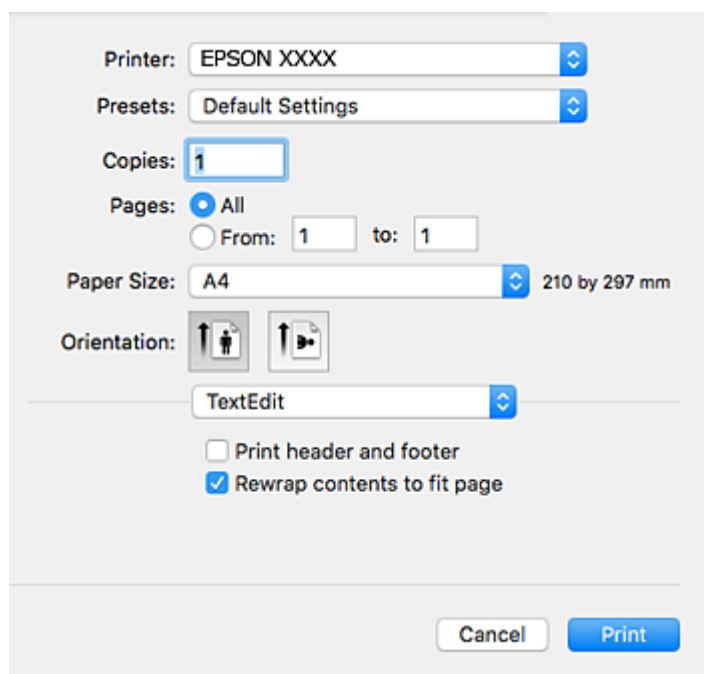 Printer: EPSON XXXX
Presets: Default Settings
Copies: 1
Pages: All
From: 1 to: 1
Paper Size: A4 210 by 297 mm
Orientation:
TextEdit
Print header and footer
Rewrap contents to fit page
Cancel Print